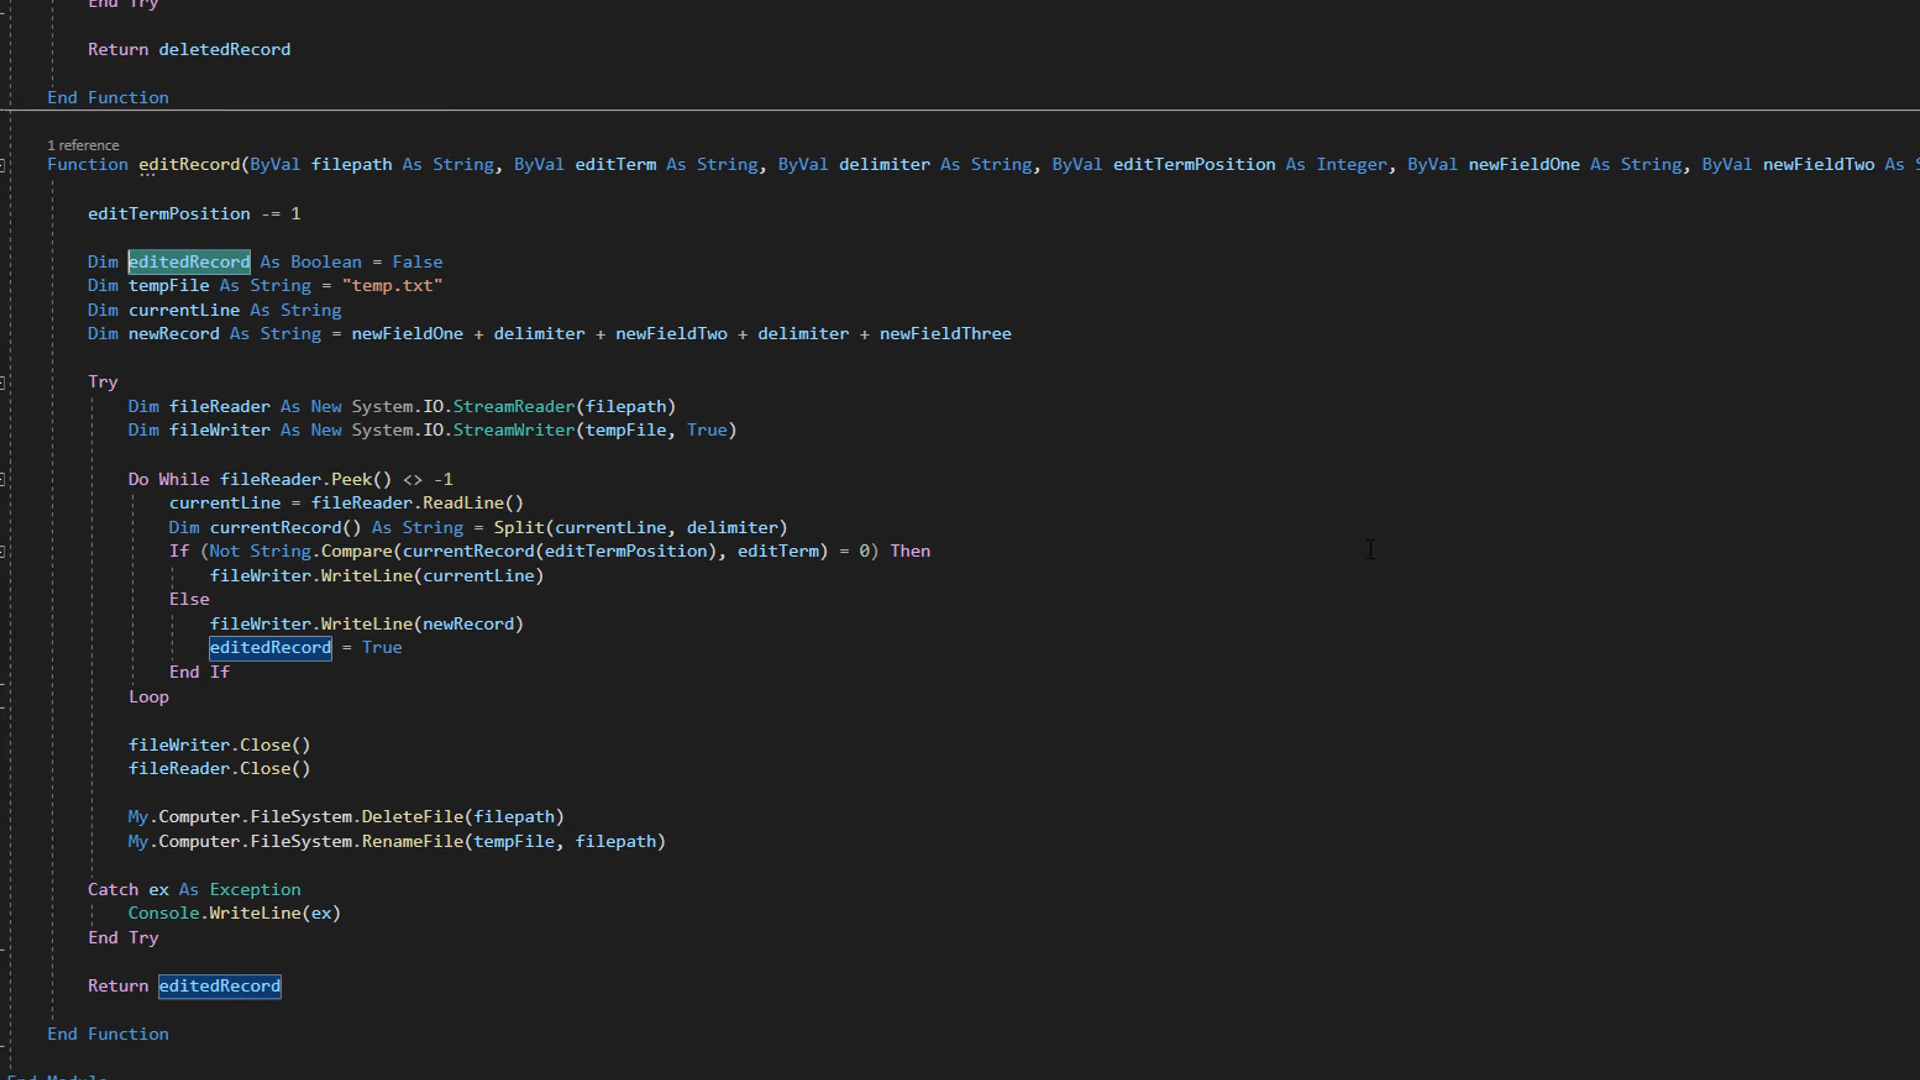 End Try
Return deletedRecord
End Function
1 reference
Function editRecord(ByVal filepath As String, ByVal editTerm As String, ByVal delimiter As String, ByVal editTermPosition As Integer, ByVal newFieldOne As String, ByVal newFieldTwo As
editTermPosition -= 1
Dim editedRecord As Boolean = False
Dim tempFile As String = "temp.txt"
Dim currentLine As String
Dim newRecord As String = newFieldOne + delimiter + newFieldTwo + delimiter + newFieldThree
Try
Dim fileReader As New System.IO.StreamReader(filepath)
Dim fileWriter As New System.IO.StreamWriter(tempFile, True)
Do While fileReader.Peek() <> -1
currentLine = fileReader.ReadLine()
Dim currentRecord() As String = Split(currentLine, delimiter)
If (Not String.Compare(currentRecord(editTermPosition), editTerm) = 0) Then
fileWriter.WriteLine(currentLine)
Else
fileWriter.WriteLine(newRecord)
editedRecord = True
End If
Loop
fileWriter.Close()
fileReader.Close()
My.Computer.FileSystem.DeleteFile(filepath)
My.Computer.FileSystem.RenameFile(tempFile, filepath)
Catch ex As Exception
Console.WriteLine(ex)
End Try
Return editedRecord
End Function
End Module